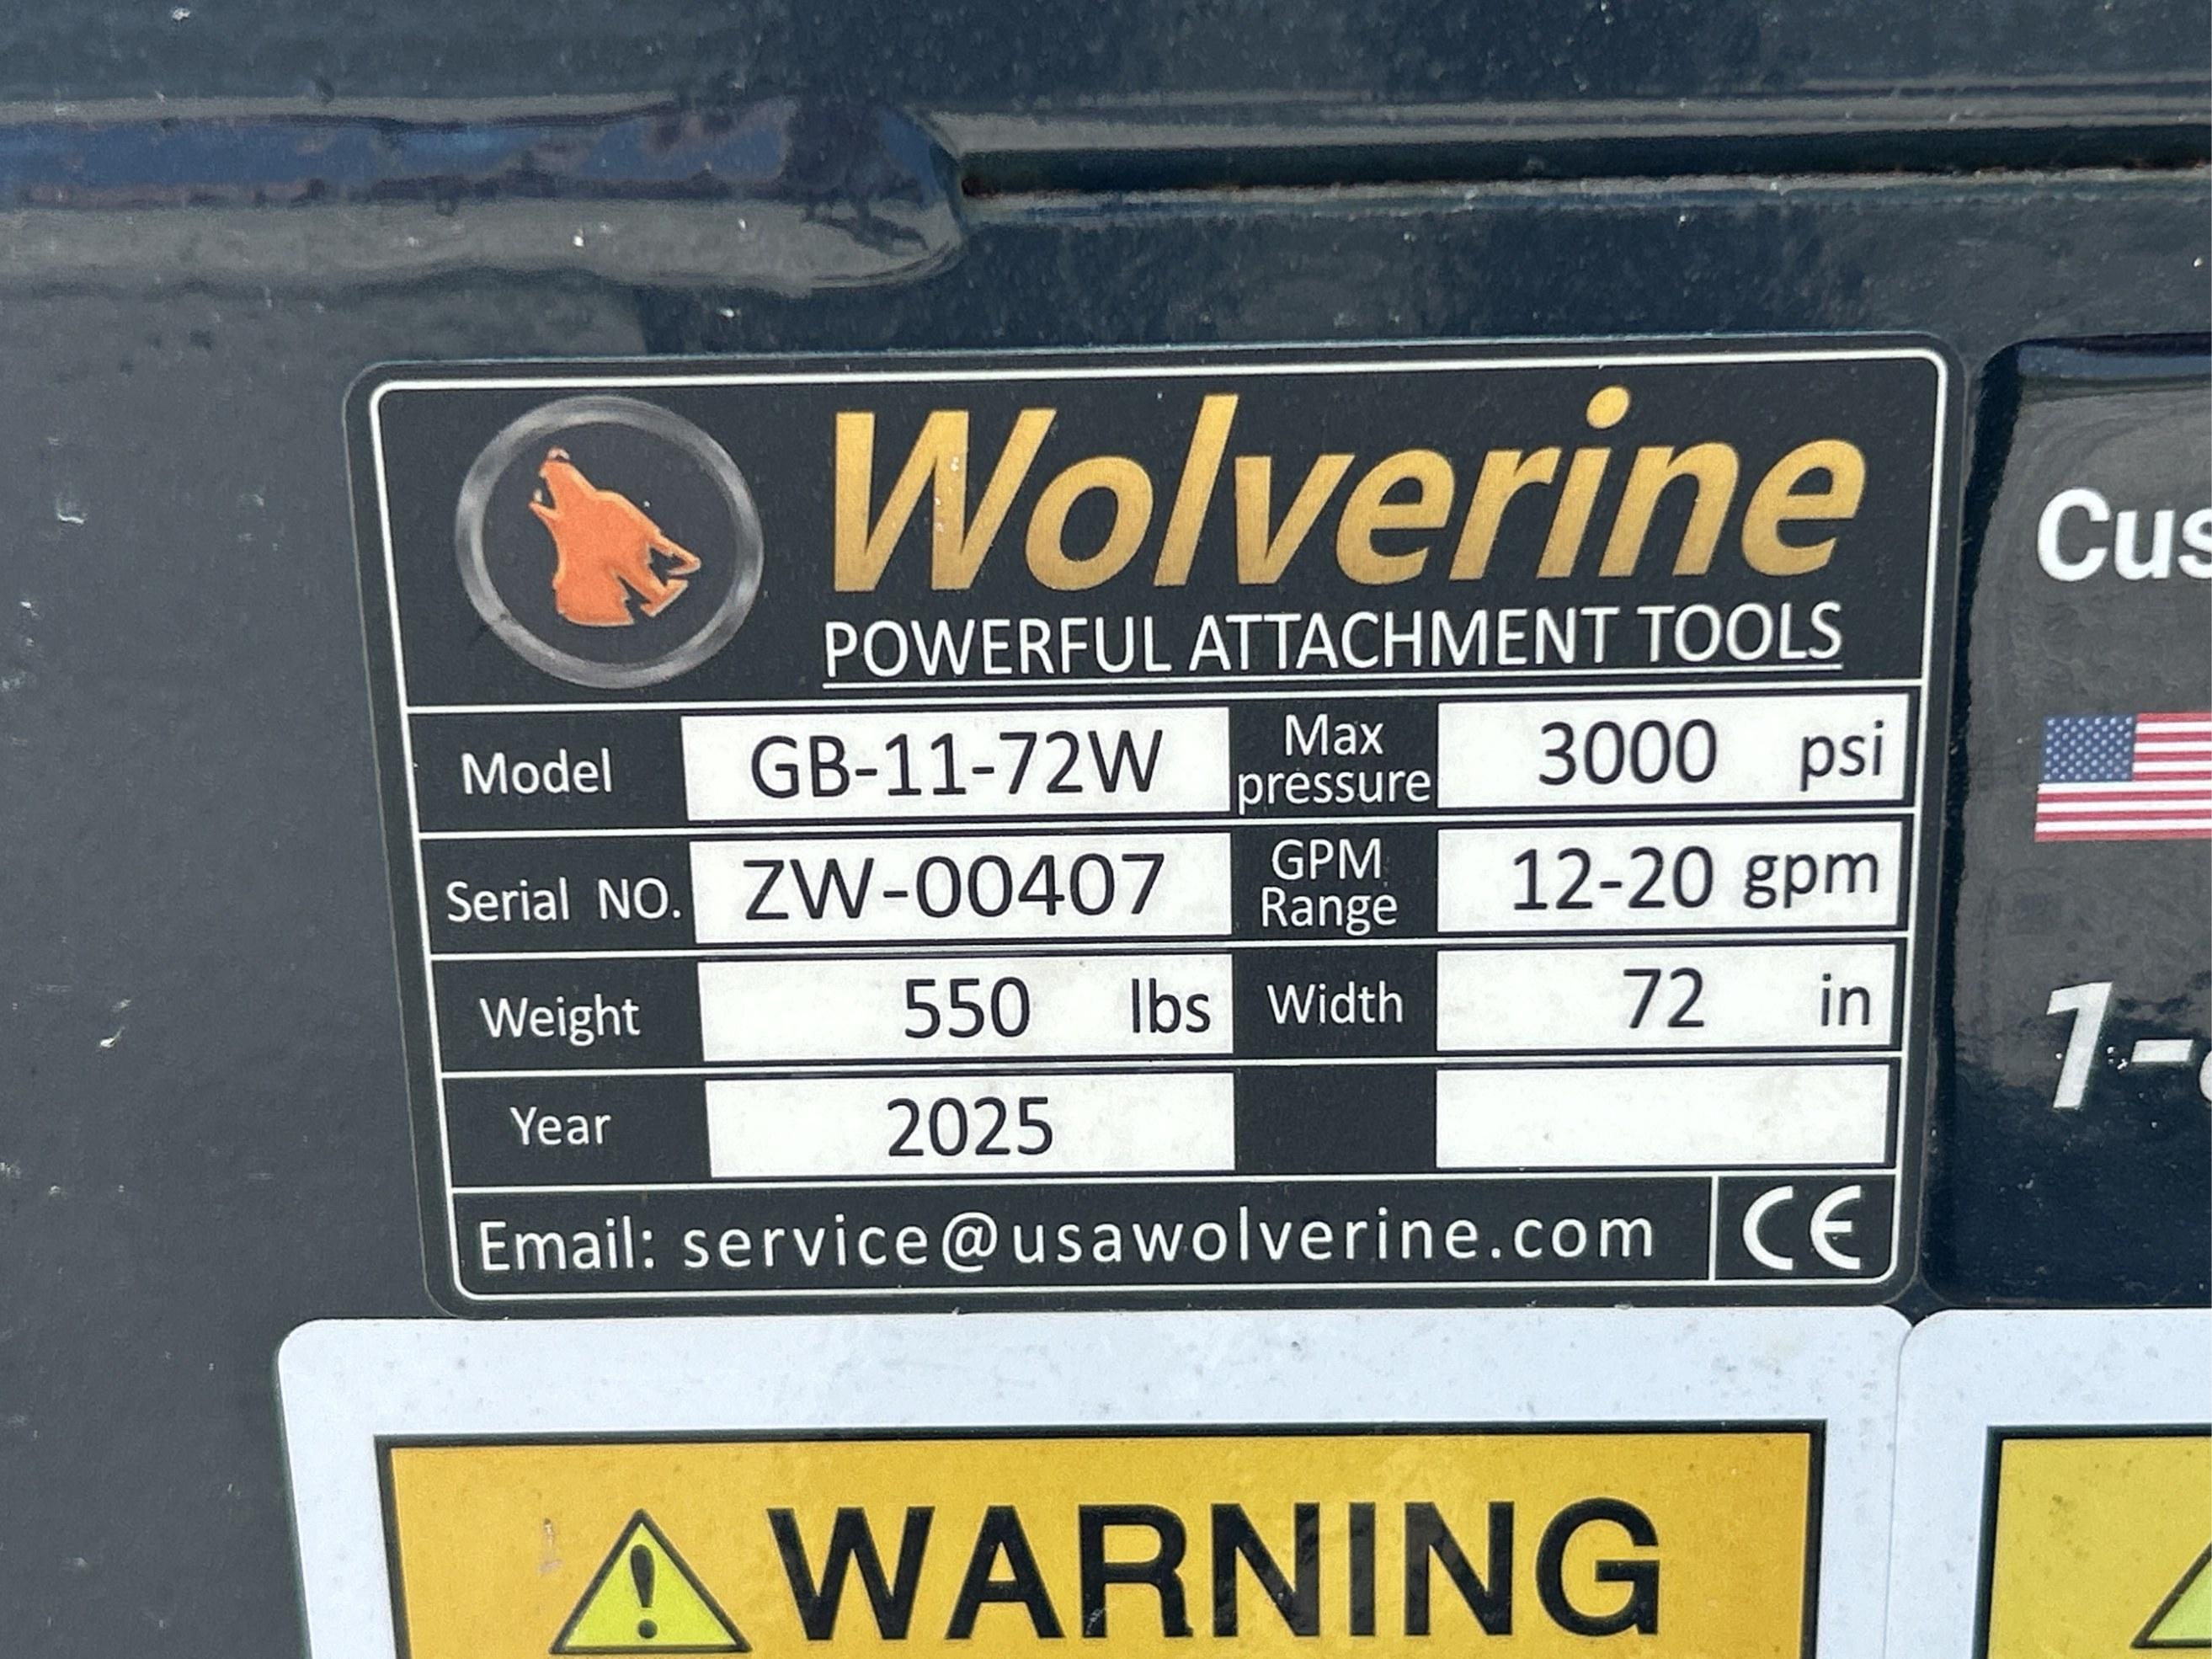 Wolverine
POWERFUL ATTACHMENT TOOLS
Model GB-11-72W Max pressure 3000 psi
Serial NO. ZW-00407 GPM Range 12-20 gpm
Weight 550 lbs Width 72 in
Year 2025
Email: service@usawolverine.com CE
WARNING